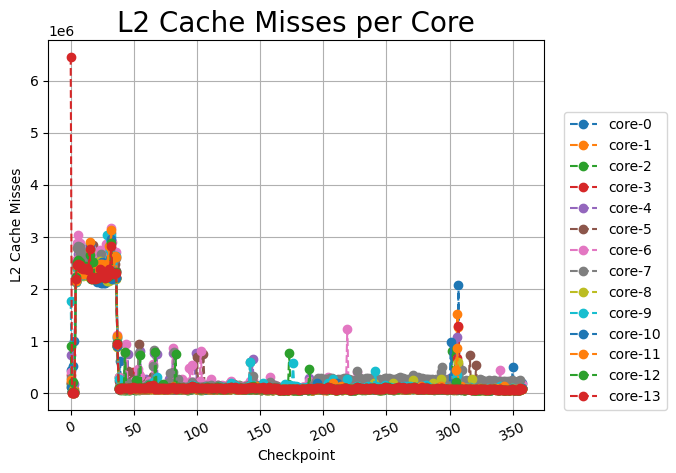 L2 Cache Misses per Core
1e6
6
5
4
3
2
1
0
L2 Cache Misses
0
50
100
150
200
250
300
350
Checkpoint
core-0
core-1
core-2
core-3
core-4
core-5
core-6
core-7
core-8
core-9
core-10
core-11
core-12
core-13